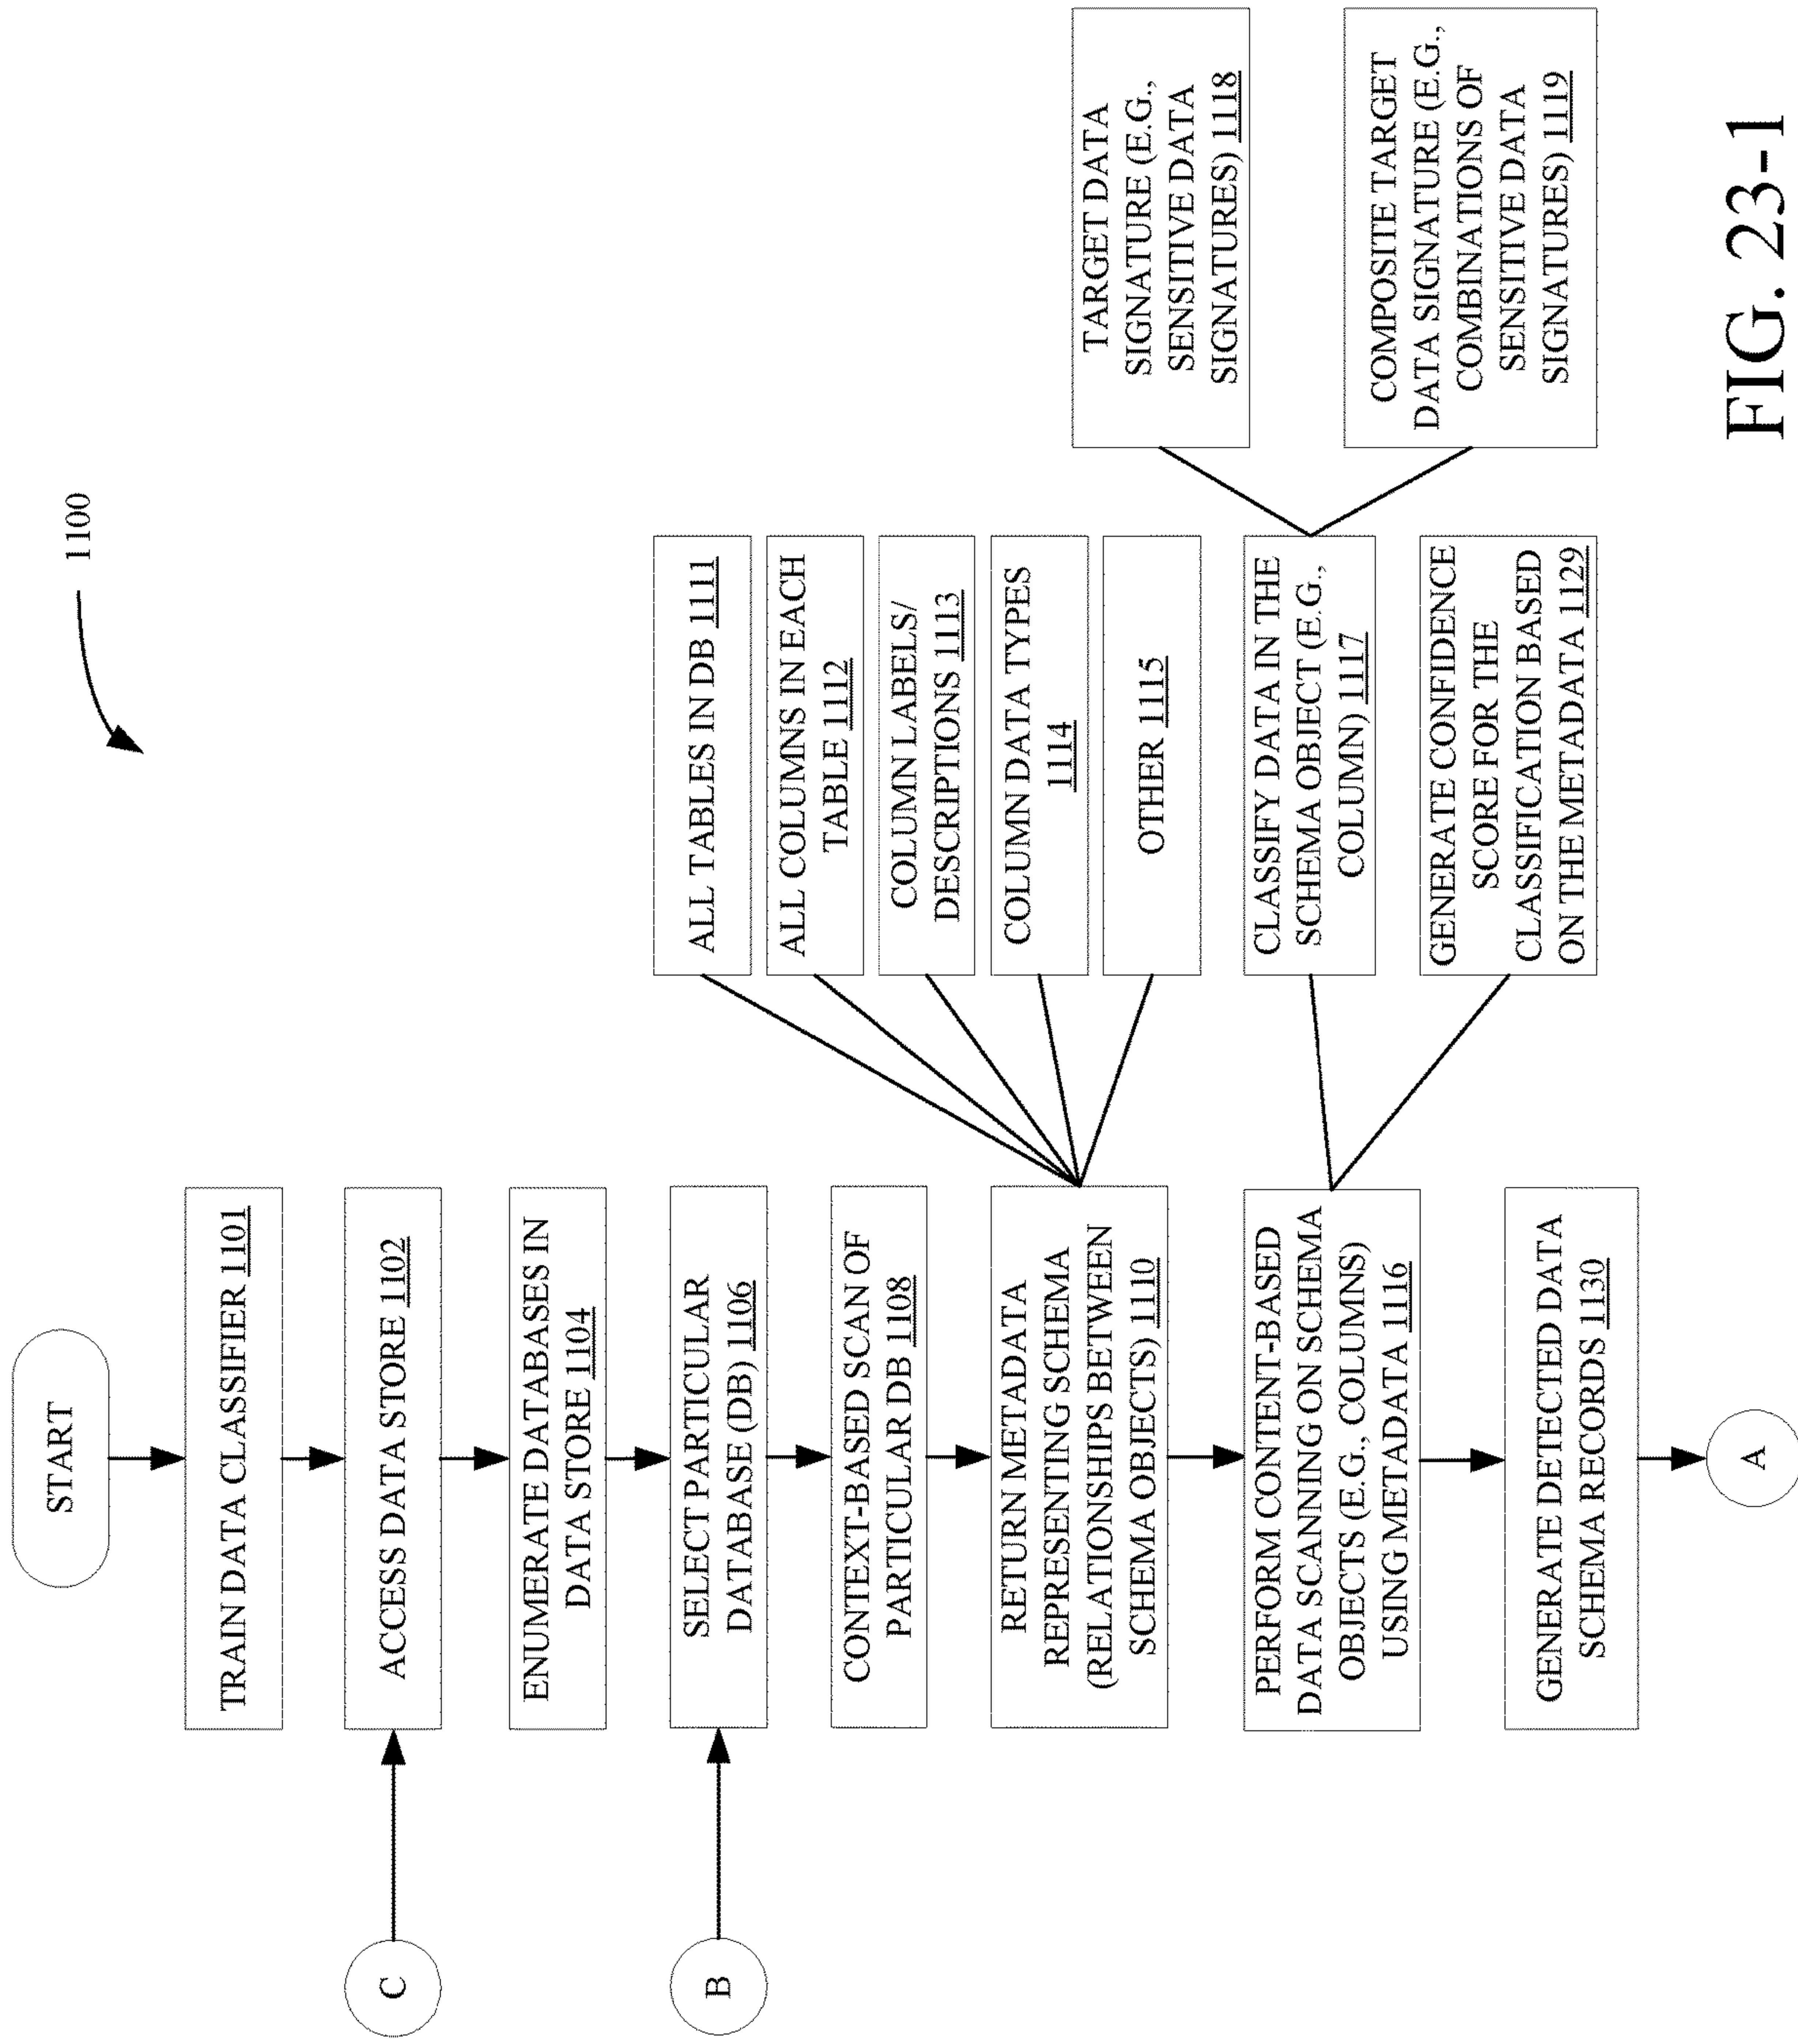 1100
START
TRAIN DATA CLASSIFIER 1101
C
ACCESS DATA STORE 1102
ENUMERATE DATABASES IN
DATA STORE 1104
B
SELECT PARTICULAR
DATABASE (DB) 1106
CONTEXT-BASED SCAN OF
PARTICULAR DB 1108
RETURN METADATA
REPRESENTING SCHEMA
(RELATIONSHIPS BETWEEN
SCHEMA OBJECTS) 1110
ALL TABLES IN DB 1111
ALL COLUMNS IN EACH
TABLE 1112
COLUMN LABELS/
DESCRIPTIONS 1113
COLUMN DATA TYPES
1114
OTHER 1115
PERFORM CONTENT-BASED
DATA SCANNING ON SCHEMA
OBJECTS (E.G., COLUMNS)
USING METADATA 1116
CLASSIFY DATA IN THE
SCHEMA OBJECT (E.G.,
COLUMN) 1117
TARGET DATA
SIGNATURE (E.G.,
SENSITIVE DATA
SIGNATURES) 1118
COMPOSITE TARGET
DATA SIGNATURE (E.G.,
COMBINATIONS OF
SENSITIVE DATA
SIGNATURES) 1119
GENERATE CONFIDENCE
SCORE FOR THE
CLASSIFICATION BASED
ON THE METADATA 1129
GENERATE DETECTED DATA
SCHEMA RECORDS 1130
A
FIG. 23-1